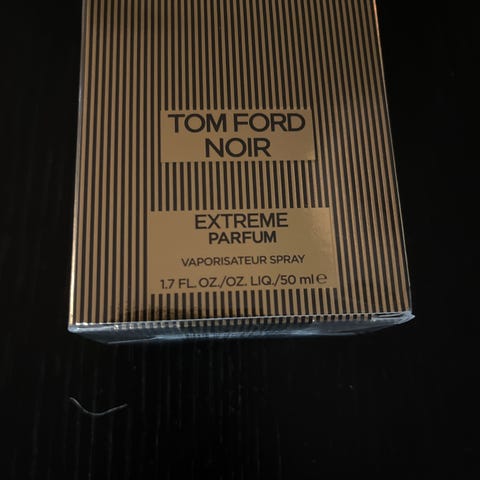 TOM FORD
NOIR
EXTREME
PARFUM
VAPORISATEUR SPRAY
1.7 FL. OZ./OZ. LIQ./50 ml ℮